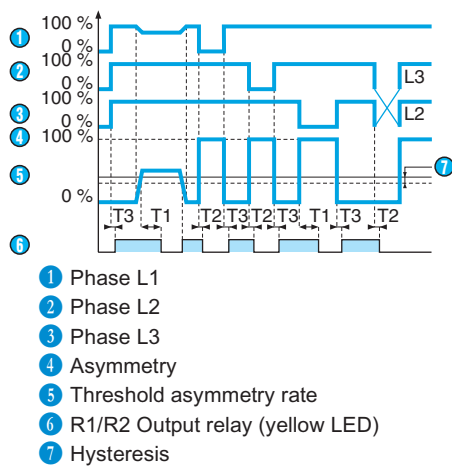 100 %
1
0 %
100 %
2
0 %
L3
100 %
3
0 %
L2
4
100 %
7
5
0 %
T3 T1 T2 T3 T2 T3 T1 T3 T2
6
1 Phase L1
2 Phase L2
3 Phase L3
4 Asymmetry
5 Threshold asymmetry rate
6 R1/R2 Output relay (yellow LED)
7 Hysteresis